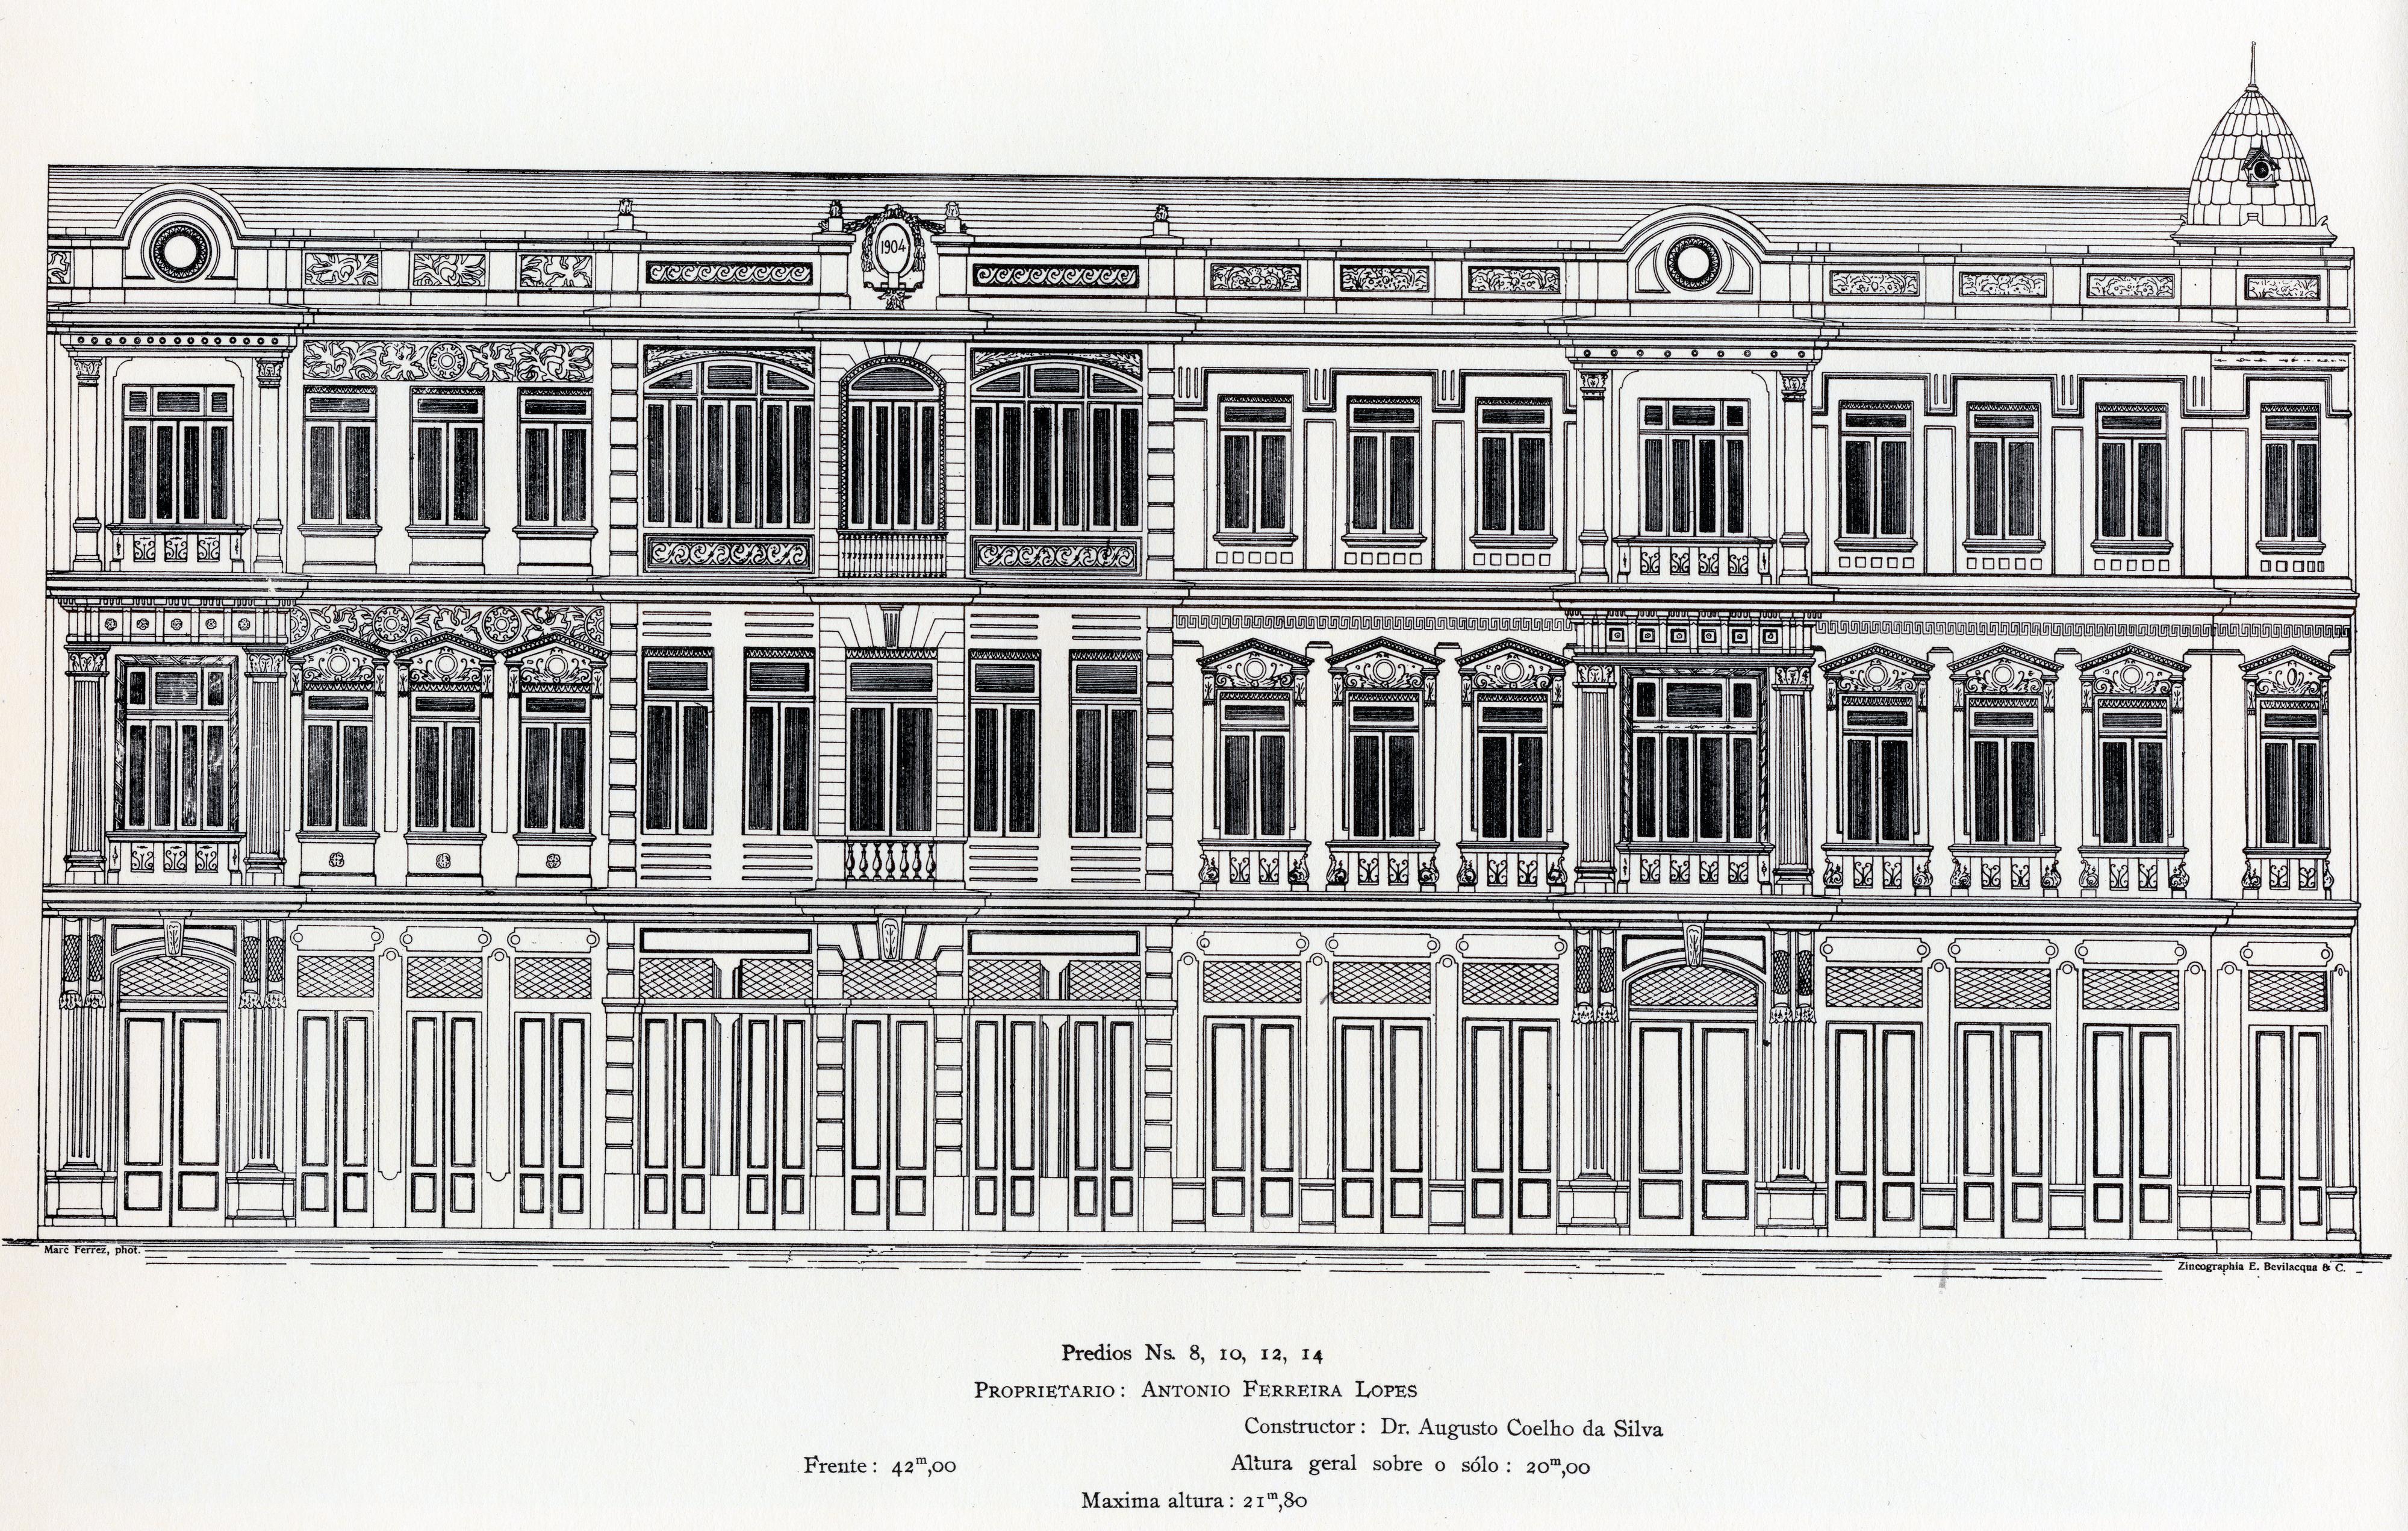 1904
Marc Ferrez, phot.
Zincographia E. Bevilacqua & C.
Predios Ns. 8, 10, 12, 14
Proprietario: Antonio Ferreira Lopes
Constructor: Dr. Augusto Coelho da Silva
Frente: 42m,00 Altura geral sobre o sólo: 20m,00
Maxima altura: 21m,80